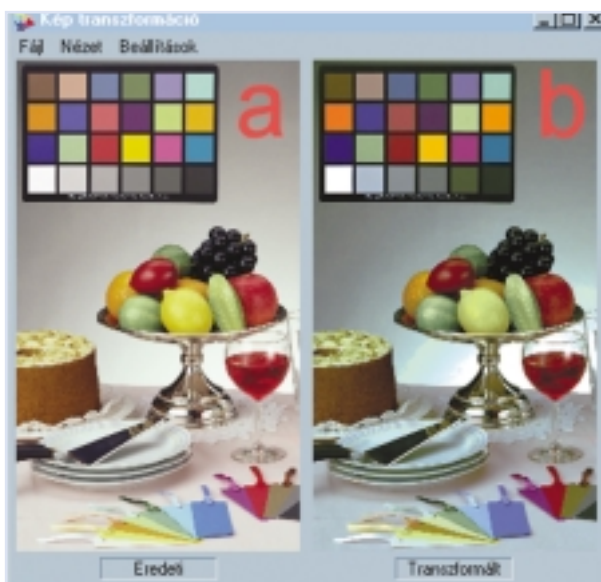 Kép transzformáció
Fájl Nézet Beállítások
a b
Eredeti Transzformált